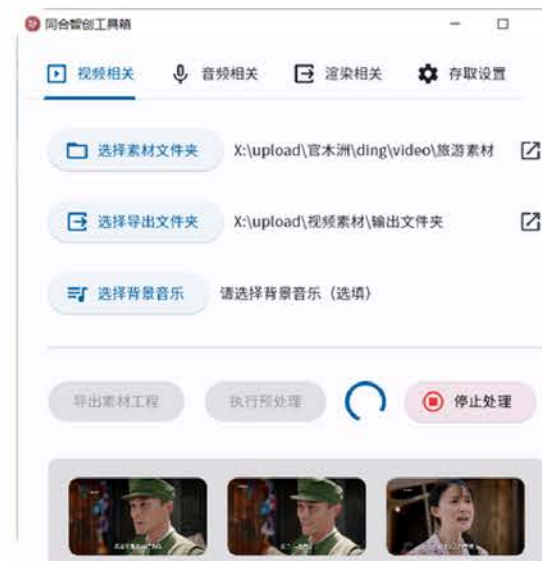 同合智创工具箱
视频相关 音频相关 渲染相关 存取设置
选择素材文件夹 X:\upload\官木洲\ding\video\旅游素材
选择导出文件夹 X:\upload\视频素材\输出文件夹
选择背景音乐 请选择背景音乐（选填）
导出素材工程 执行预处理 停止处理